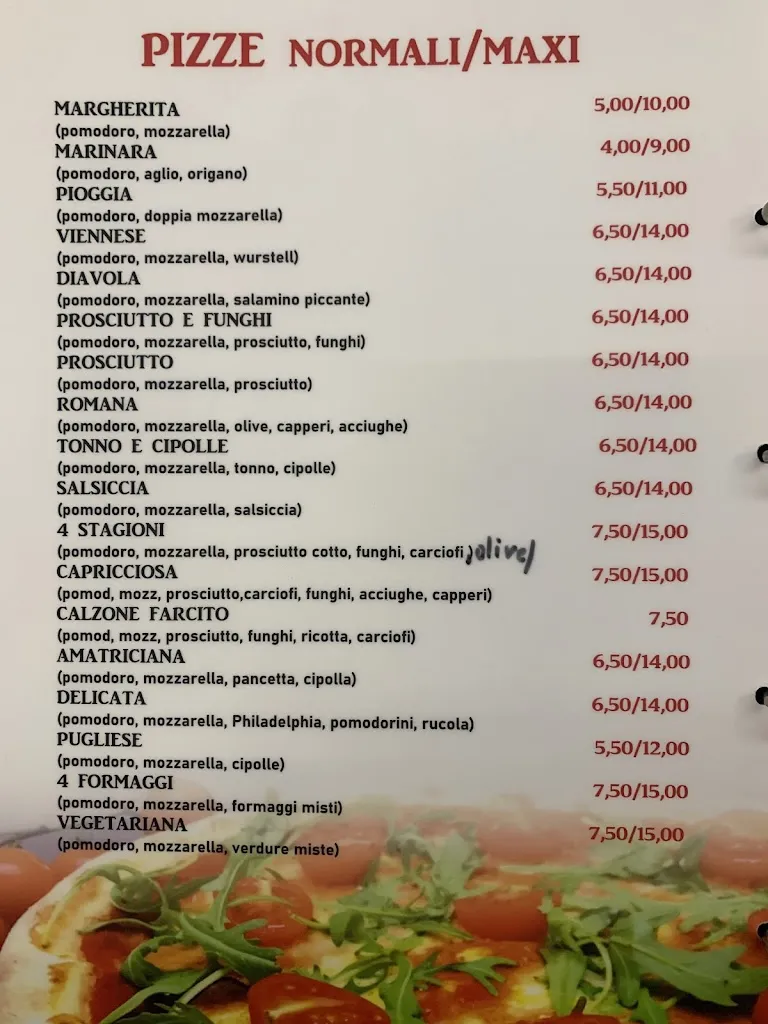 PIZZE NORMALI/MAXI
MARGHERITA 5,00/10,00
(pomodoro, mozzarella)
MARINARA 4,00/9,00
(pomodoro, aglio, origano)
PIOGGIA 5,50/11,00
(pomodoro, doppia mozzarella)
VIENNESE 6,50/14,00
(pomodoro, mozzarella, wurstell)
DIAVOLA 6,50/14,00
(pomodoro, mozzarella, salamino piccante)
PROSCIUTTO E FUNGHI 6,50/14,00
(pomodoro, mozzarella, prosciutto, funghi)
PROSCIUTTO 6,50/14,00
(pomodoro, mozzarella, prosciutto)
ROMANA 6,50/14,00
(pomodoro, mozzarella, olive, capperi, acciughe)
TONNO E CIPOLLE 6,50/14,00
(pomodoro, mozzarella, tonno, cipolle)
SALSICCIA 6,50/14,00
(pomodoro, mozzarella, salsiccia)
4 STAGIONI 7,50/15,00
(pomodoro, mozzarella, prosciutto cotto, funghi, carciofi, olive)
CAPRICCIOSA 7,50/15,00
(pomod, mozz, prosciutto,carciofi, funghi, acciughe, capperi)
CALZONE FARCITO 7,50
(pomod, mozz, prosciutto, funghi, ricotta, carciofi)
AMATRICIANA 6,50/14,00
(pomodoro, mozzarella, pancetta, cipolla)
DELICATA 6,50/14,00
(pomodoro, mozzarella, Philadelphia, pomodorini, rucola)
PUGLIESE 5,50/12,00
(pomodoro, mozzarella, cipolle)
4 FORMAGGI 7,50/15,00
(pomodoro, mozzarella, formaggi misti)
VEGETARIANA 7,50/15,00
(pomodoro, mozzarella, verdure miste)